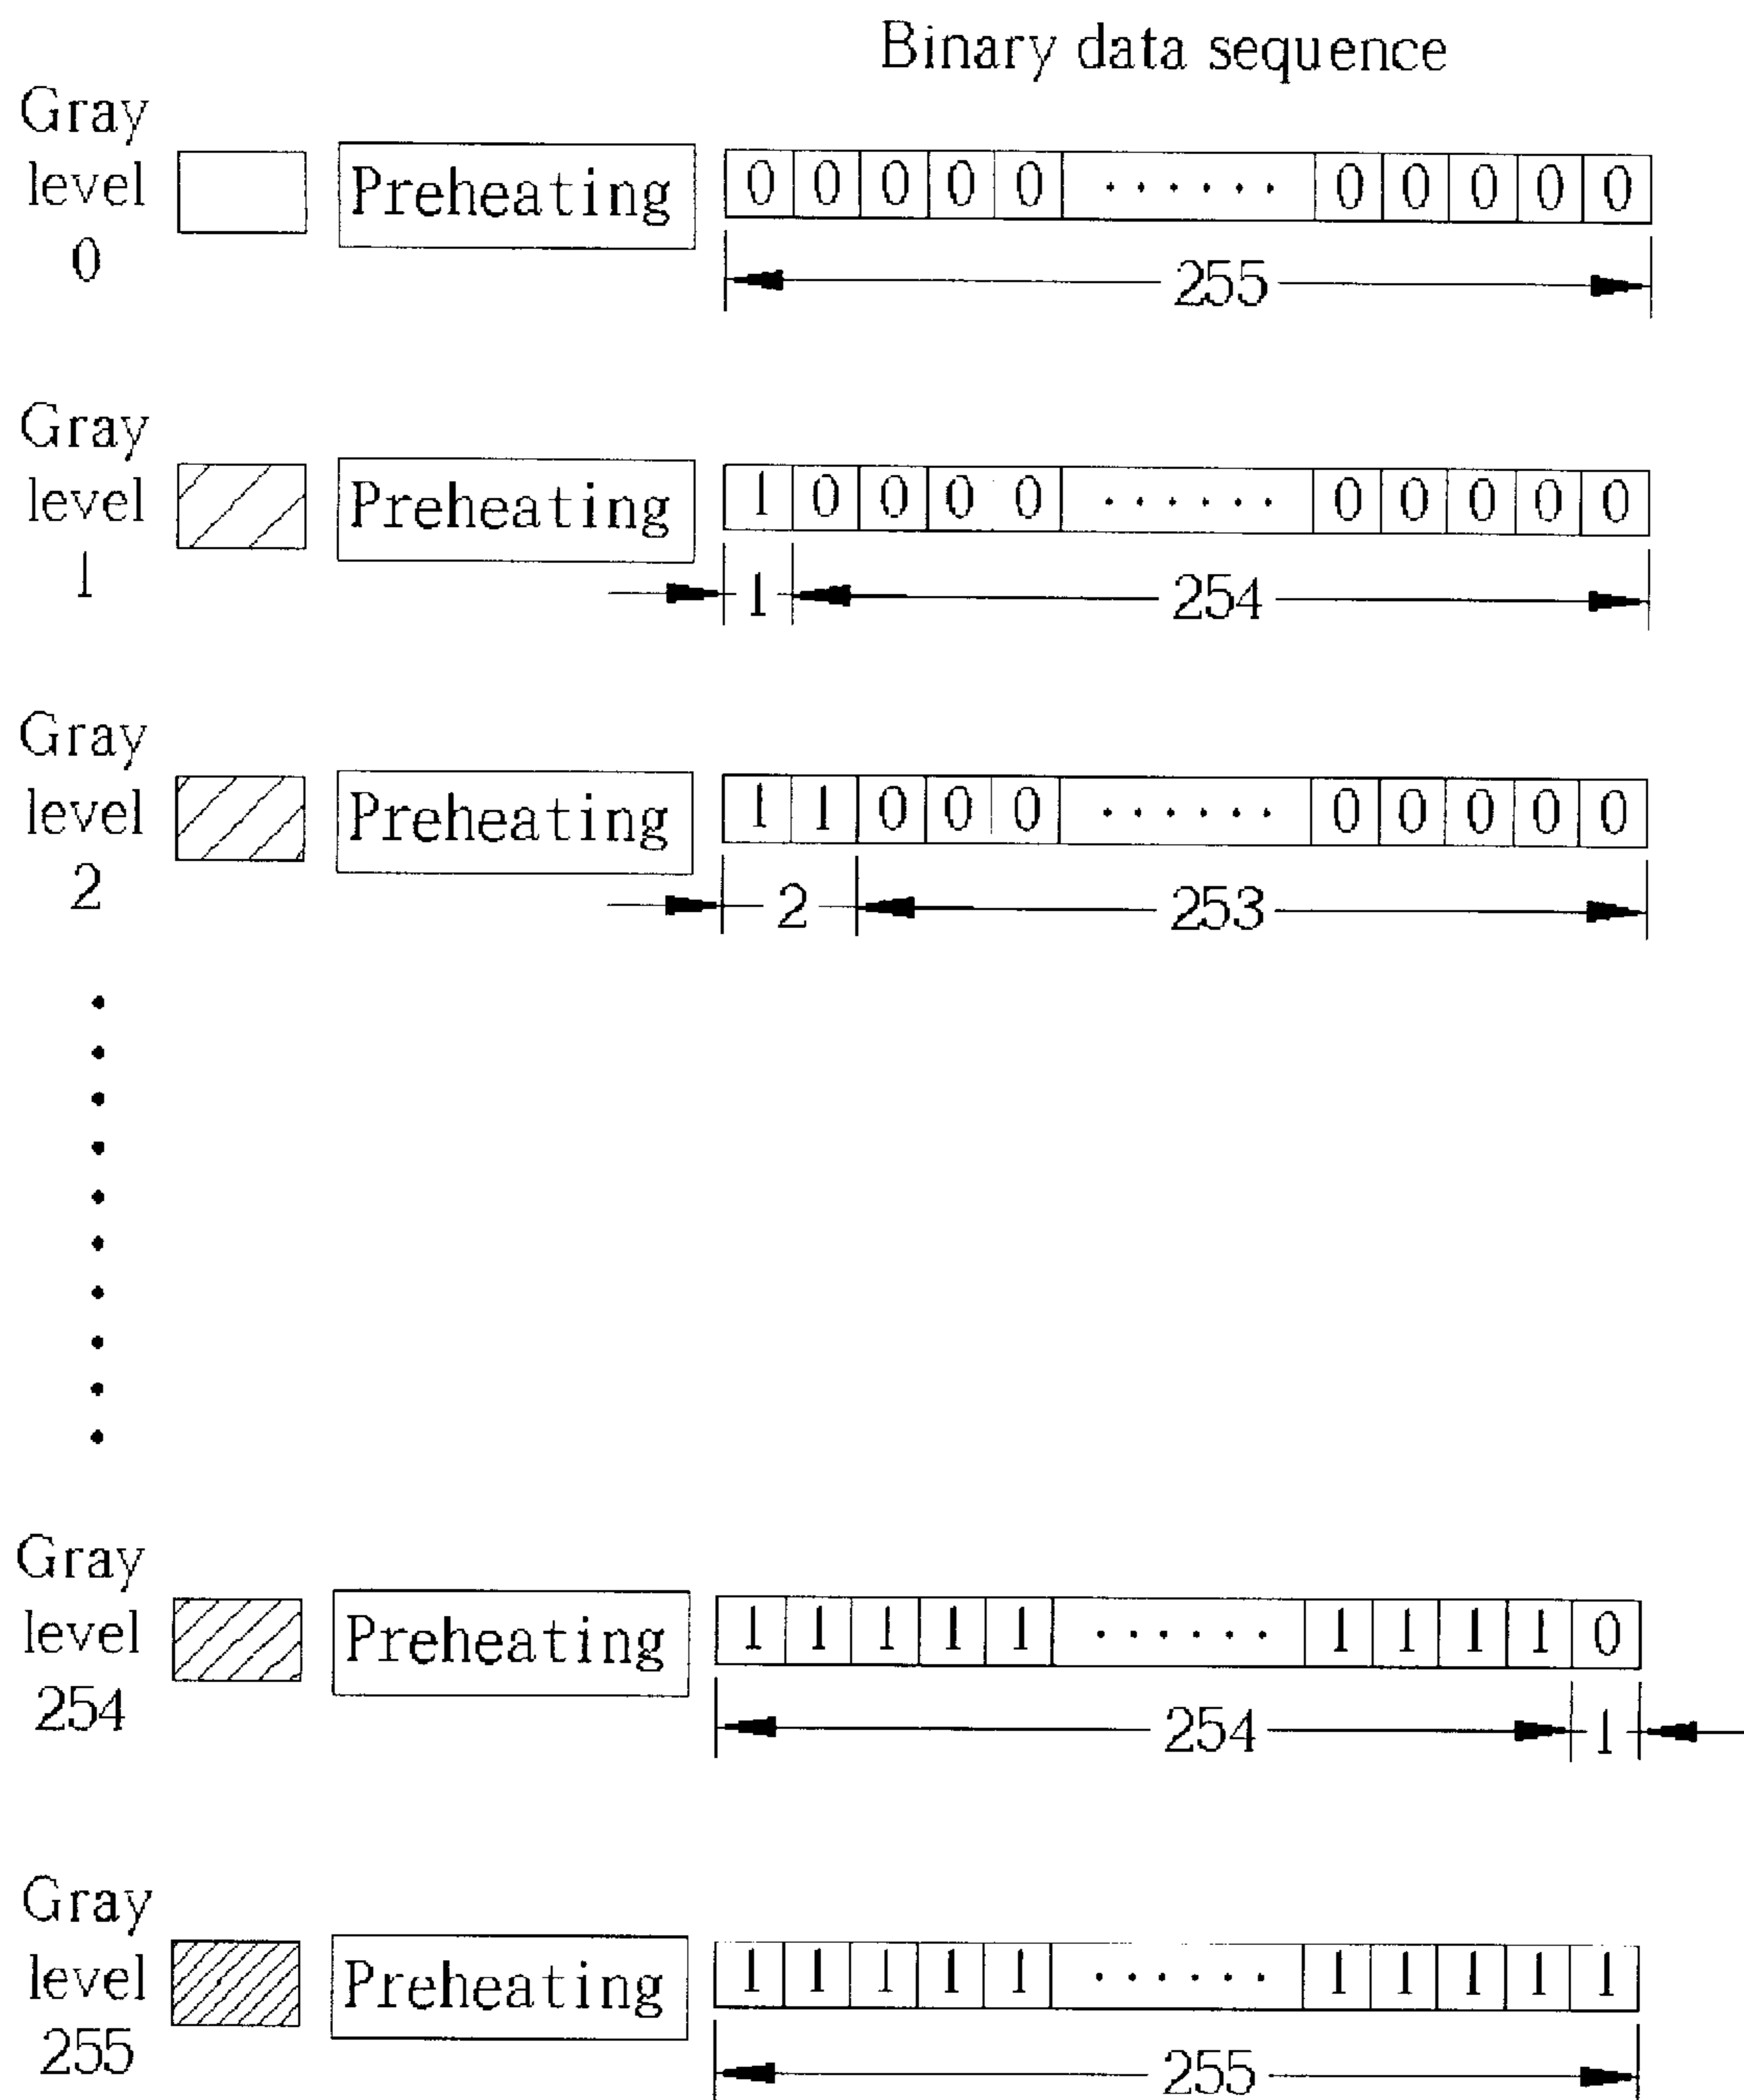 Binary data sequence
Gray
level
0
Preheating
0 0 0 0 0 ...... 0 0 0 0 0
255
Gray
level
1
Preheating
1 0 0 0 0 ...... 0 0 0 0 0
1 254
Gray
level
2
Preheating
1 1 0 0 0 ...... 0 0 0 0 0
2 253
Gray
level
254
Preheating
1 1 1 1 1 ...... 1 1 1 1 0
254 1
Gray
level
255
Preheating
1 1 1 1 1 ...... 1 1 1 1 1
255